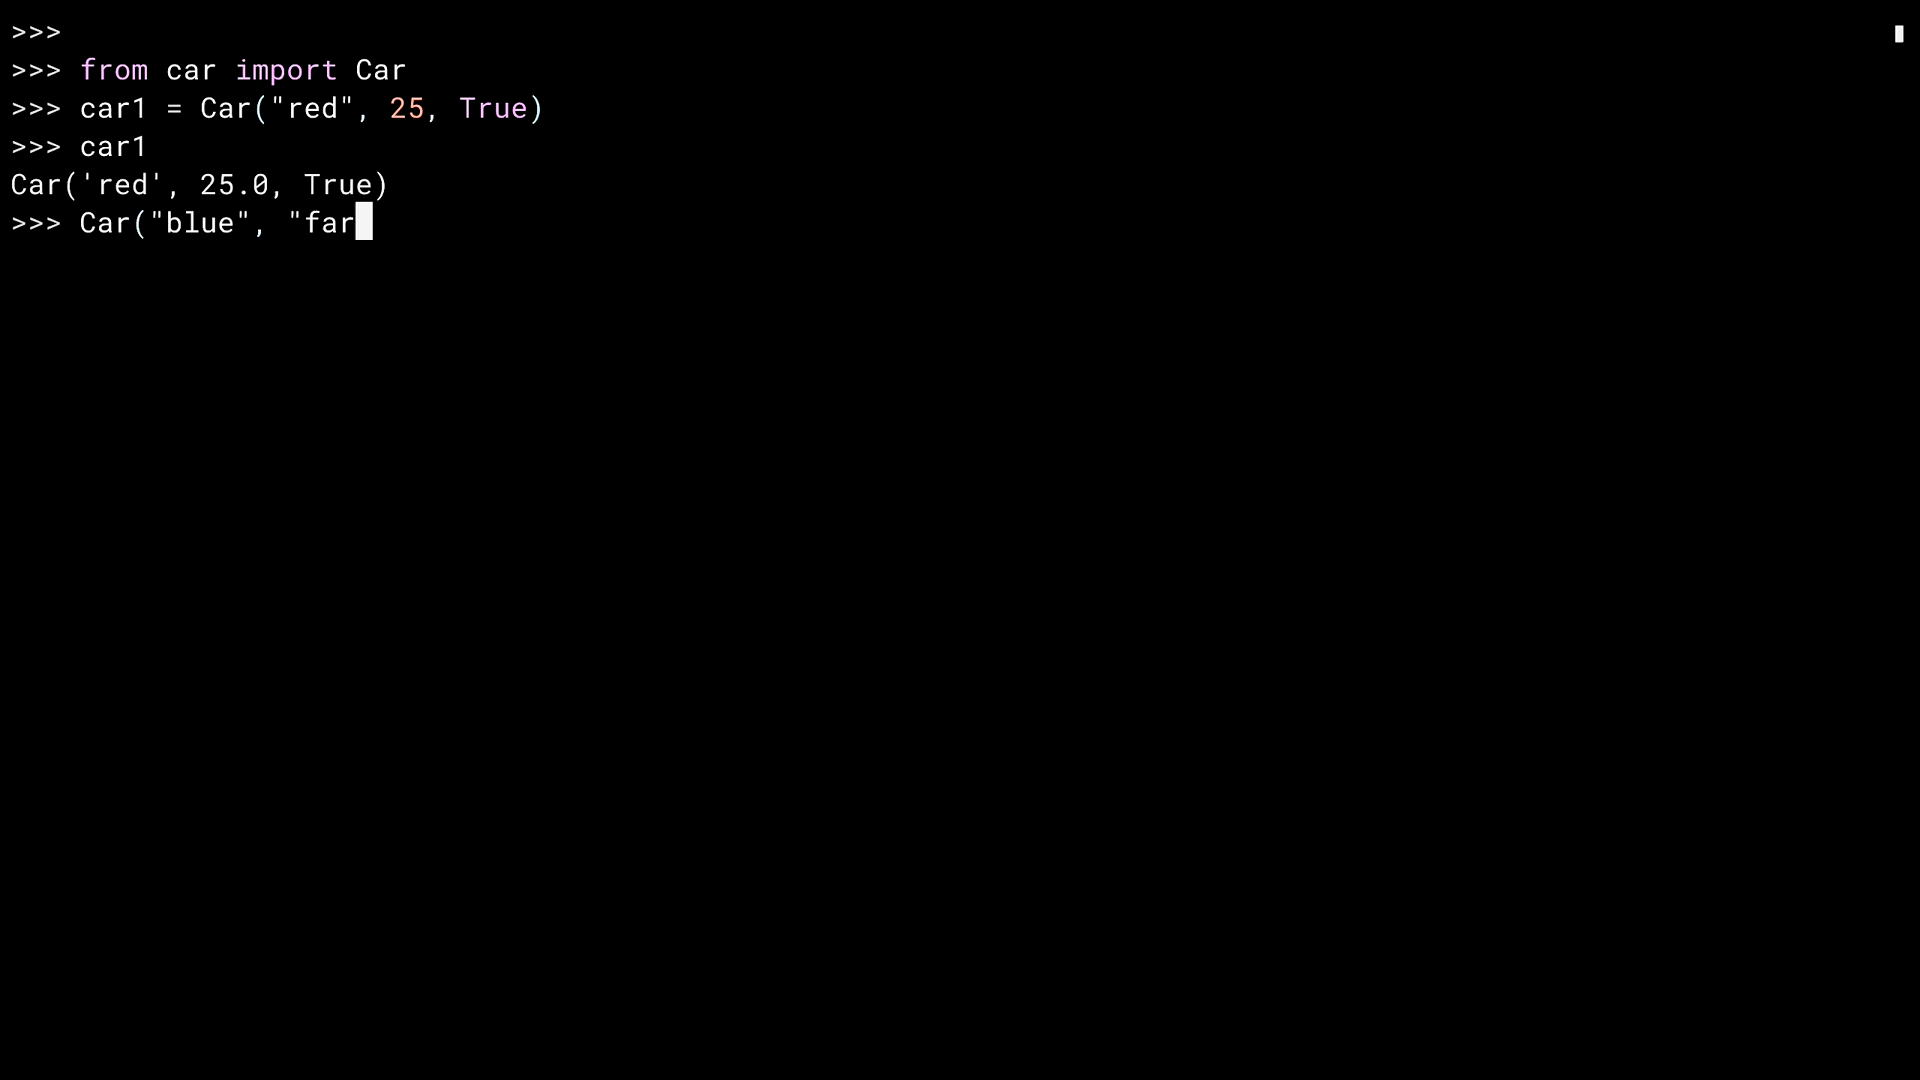 >>>
>>> from car import Car
>>> car1 = Car("red", 25, True)
>>> car1
Car('red', 25.0, True)
>>> Car("blue", "far